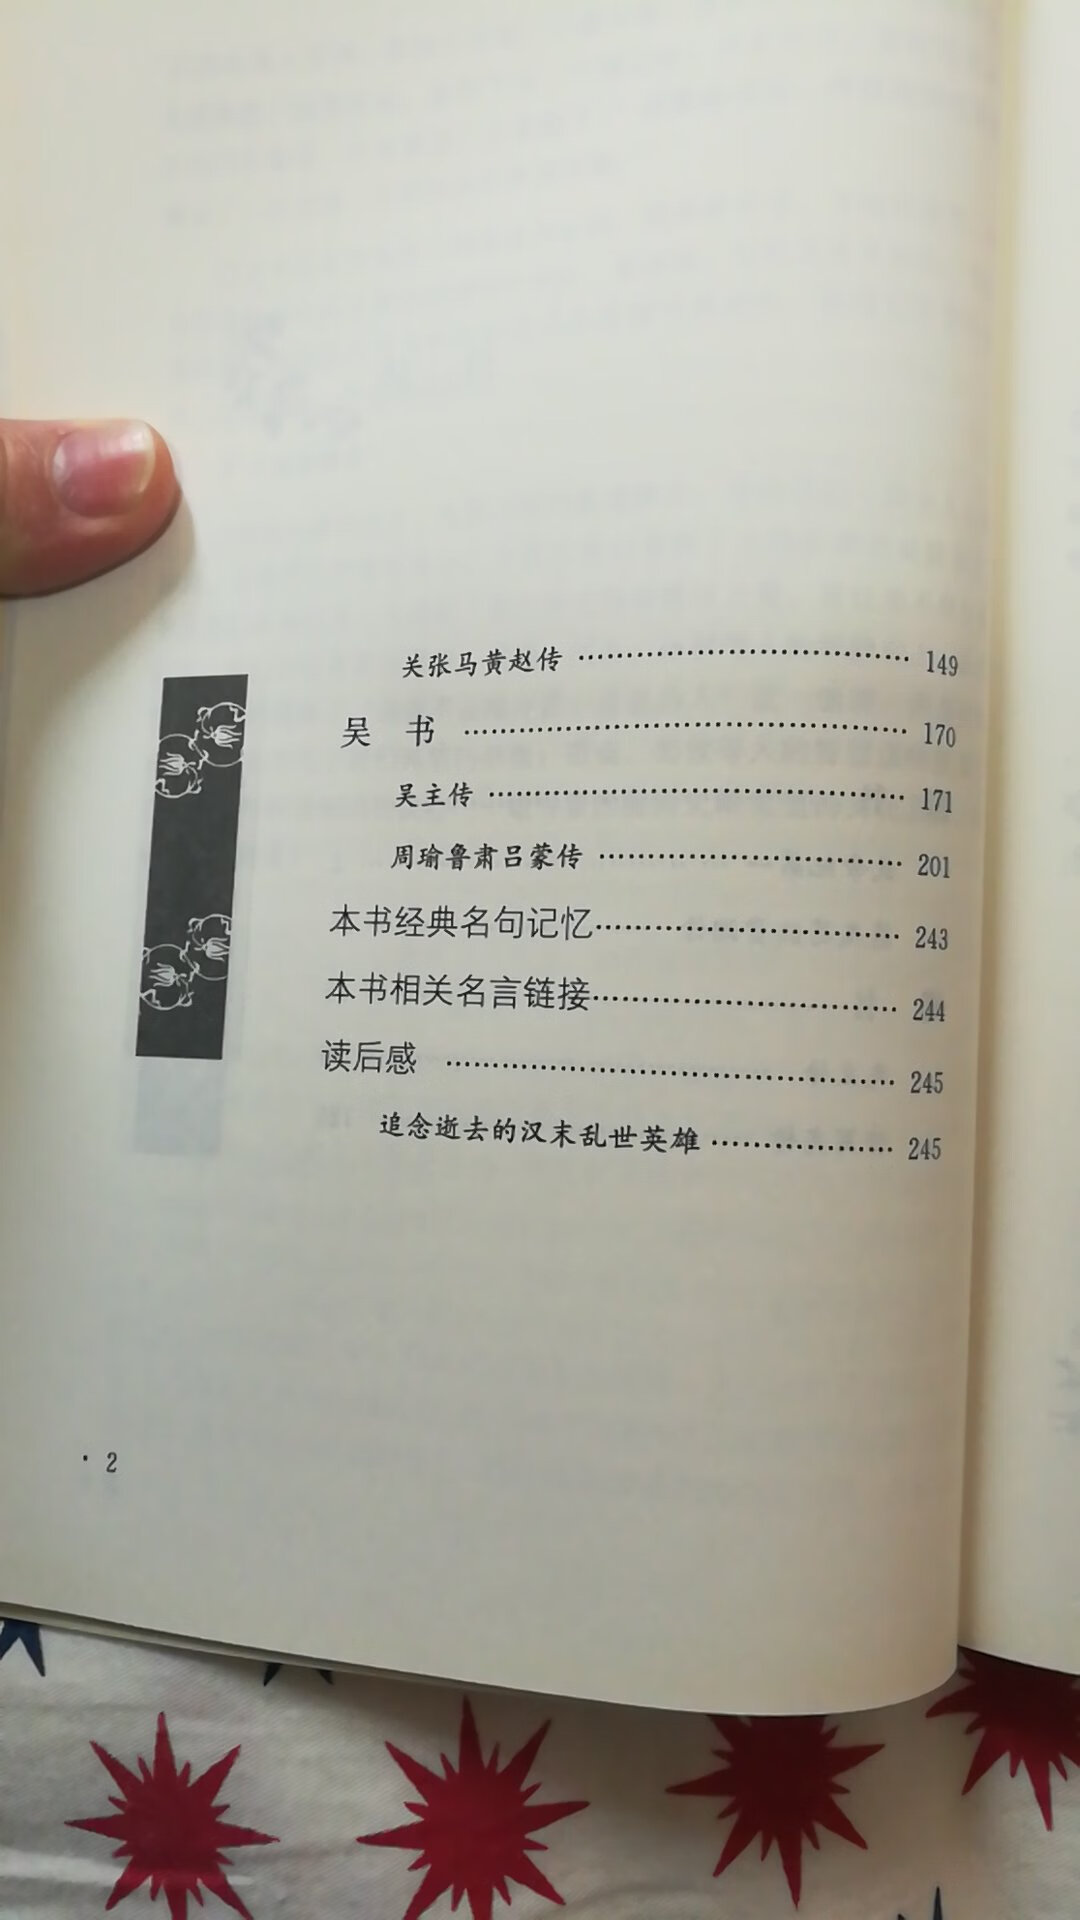 关张马黄赵传 ································· 149
吴 书 ············································ 170
吴主传 ·········································· 171
周瑜鲁肃吕蒙传 ······························ 201
本书经典名句记忆······························ 243
本书相关名言链接······························ 244
读后感 ············································ 245
追念逝去的汉末乱世英雄 ·················· 245
· 2